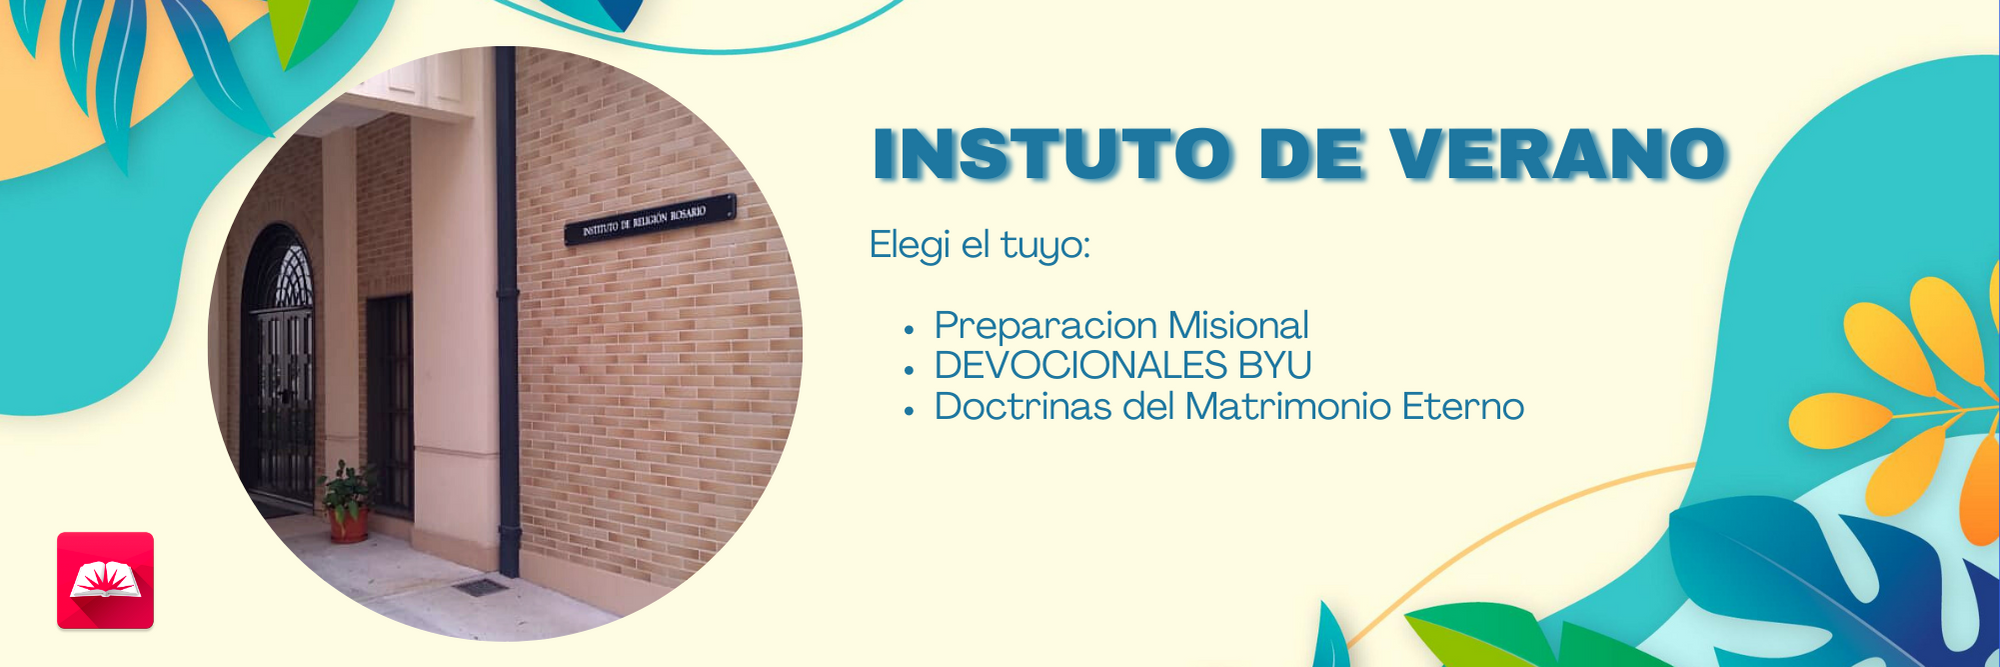 INSTITUTO DE RELIGIÓN ROSARIO
INSTUTO DE VERANO
Elegi el tuyo:
• Preparacion Misional
• DEVOCIONALES BYU
• Doctrinas del Matrimonio Eterno